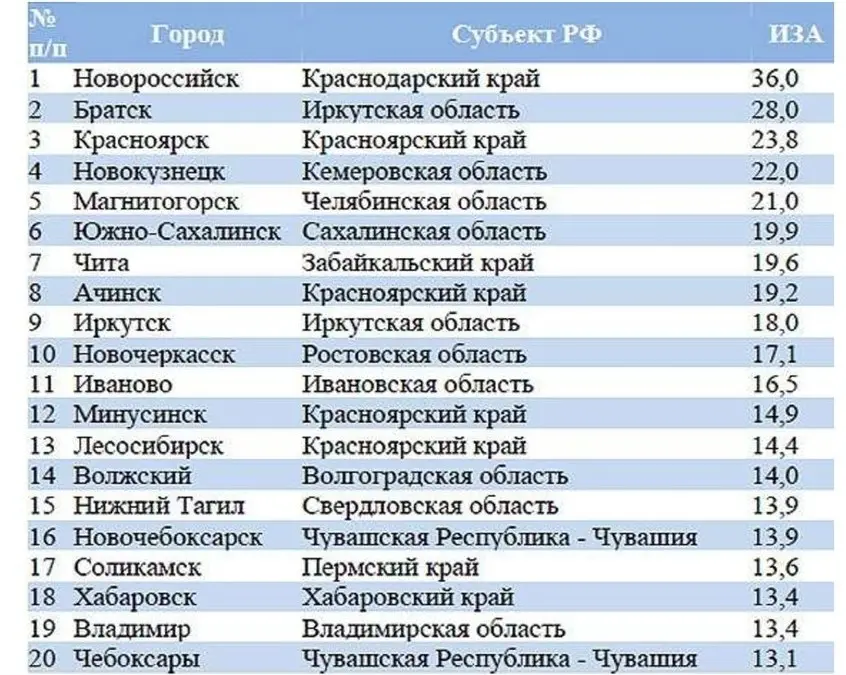 № п/п Город Субъект РФ ИЗА
1 Новороссийск Краснодарский край 36,0
2 Братск Иркутская область 28,0
3 Красноярск Красноярский край 23,8
4 Новокузнецк Кемеровская область 22,0
5 Магнитогорск Челябинская область 21,0
6 Южно-Сахалинск Сахалинская область 19,9
7 Чита Забайкальский край 19,6
8 Ачинск Красноярский край 19,2
9 Иркутск Иркутская область 18,0
10 Новочеркасск Ростовская область 17,1
11 Иваново Ивановская область 16,5
12 Минусинск Красноярский край 14,9
13 Лесосибирск Красноярский край 14,4
14 Волжский Волгоградская область 14,0
15 Нижний Тагил Свердловская область 13,9
16 Новочебоксарск Чувашская Республика - Чувашия 13,9
17 Соликамск Пермский край 13,6
18 Хабаровск Хабаровский край 13,4
19 Владимир Владимирская область 13,4
20 Чебоксары Чувашская Республика - Чувашия 13,1